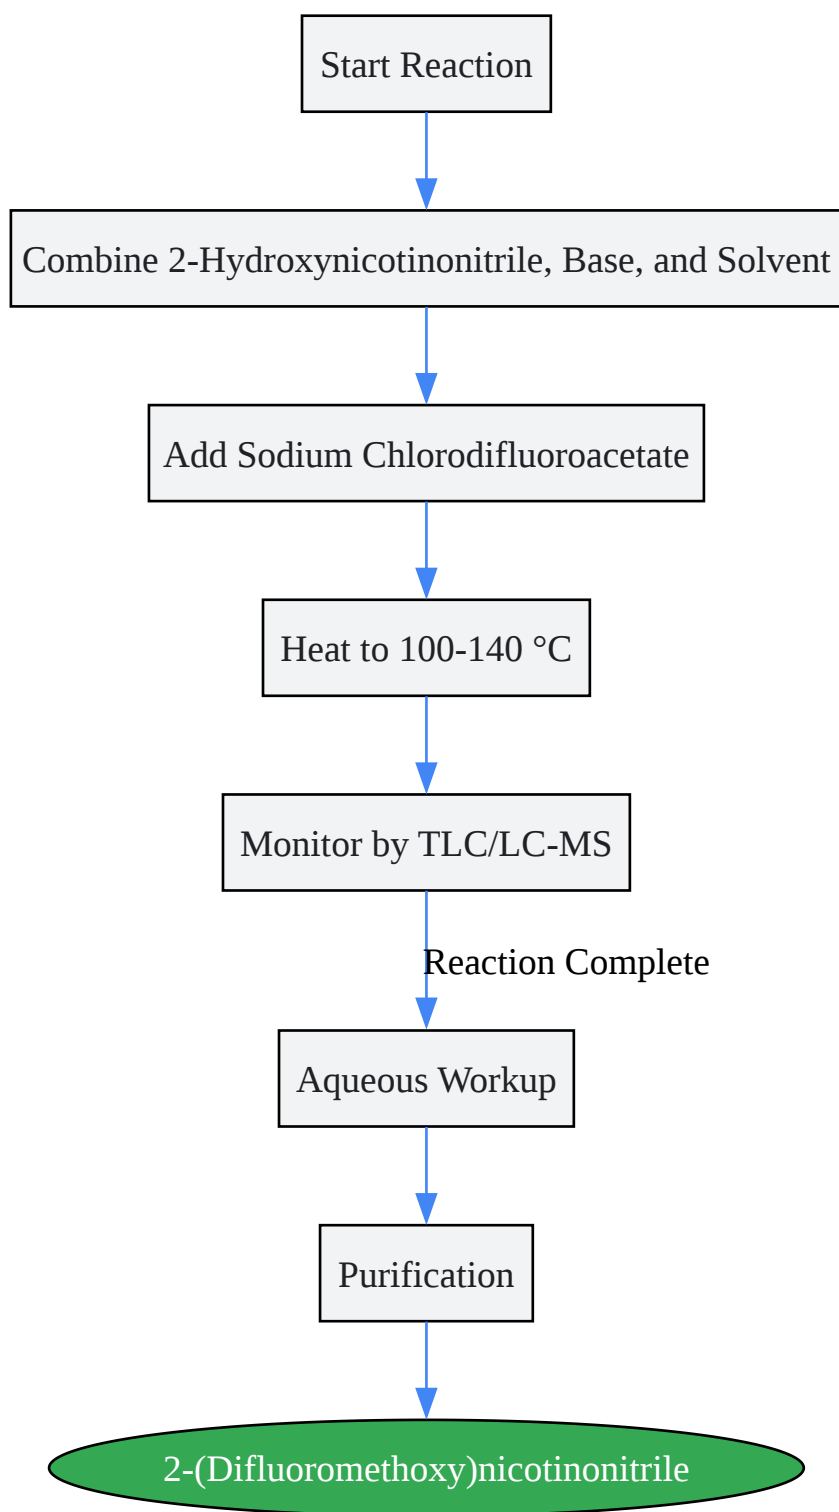 Start Reaction
Combine 2-Hydroxynicotinonitrile, Base, and Solvent
Add Sodium Chlorodifluoroacetate
Heat to 100-140 °C
Monitor by TLC/LC-MS
Reaction Complete
Aqueous Workup
Purification
2-(Difluoromethoxy)nicotinonitrile